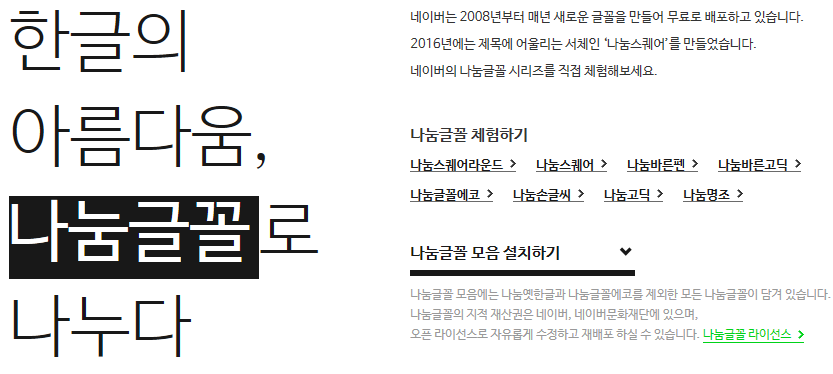 한글의
아름다움,
나눔글꼴로
나누다
네이버는 2008년부터 매년 새로운 글꼴을 만들어 무료로 배포하고 있습니다.
2016년에는 제목에 어울리는 서체인 ‘나눔스퀘어’를 만들었습니다.
네이버의 나눔글꼴 시리즈를 직접 체험해보세요.
나눔글꼴 체험하기
나눔스퀘어라운드 나눔스퀘어 나눔바른펜 나눔바른고딕
나눔글꼴에코 나눔손글씨 나눔고딕 나눔명조
나눔글꼴 모음 설치하기
나눔글꼴 모음에는 나눔옛한글과 나눔글꼴에코를 제외한 모든 나눔글꼴이 담겨 있습니다.
나눔글꼴의 지적 재산권은 네이버, 네이버문화재단에 있으며,
오픈 라이선스로 자유롭게 수정하고 재배포 하실 수 있습니다. 나눔글꼴 라이선스